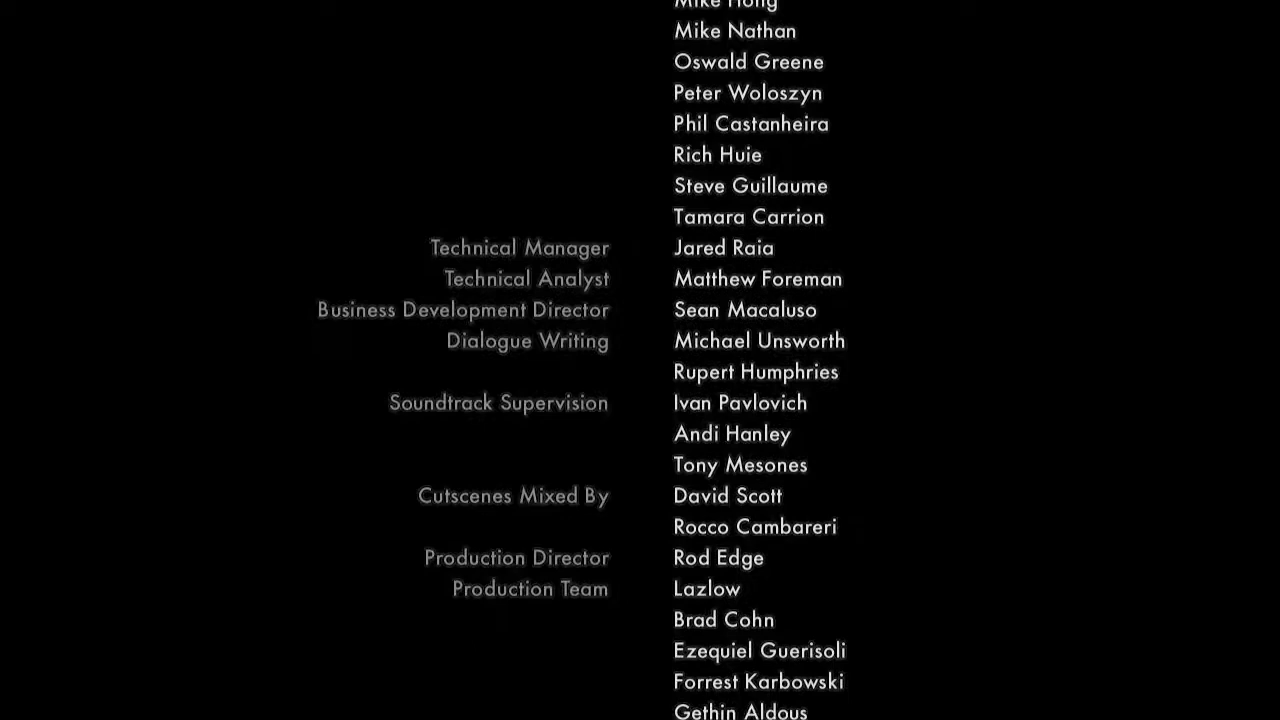 Mike Hong
Mike Nathan
Oswald Greene
Peter Woloszyn
Phil Castanheira
Rich Huie
Steve Guillaume
Tamara Carrion
Technical Manager Jared Raia
Technical Analyst Matthew Foreman
Business Development Director Sean Macaluso
Dialogue Writing Michael Unsworth
Rupert Humphries
Soundtrack Supervision Ivan Pavlovich
Andi Hanley
Tony Mesones
Cutscenes Mixed By David Scott
Rocco Cambareri
Production Director Rod Edge
Production Team Lazlow
Brad Cohn
Ezequiel Guerisoli
Forrest Karbowski
Gethin Aldous